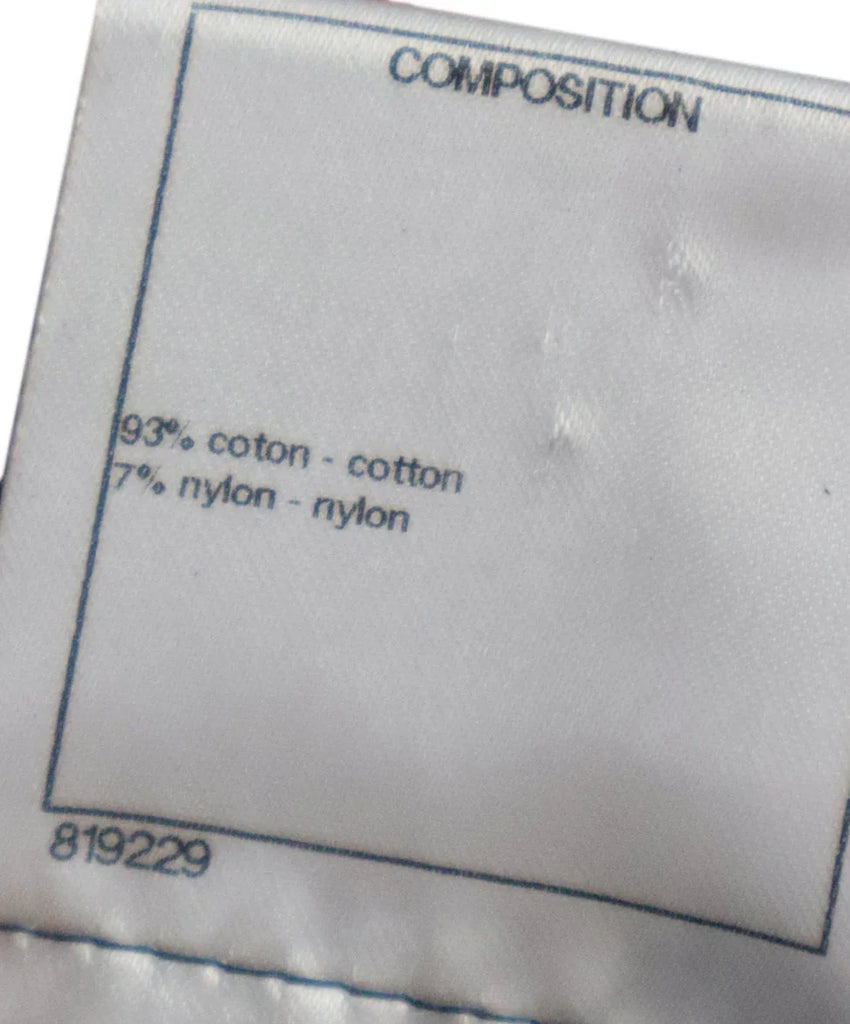 COMPOSITION
93% coton - cotton
7% nylon - nylon
819229